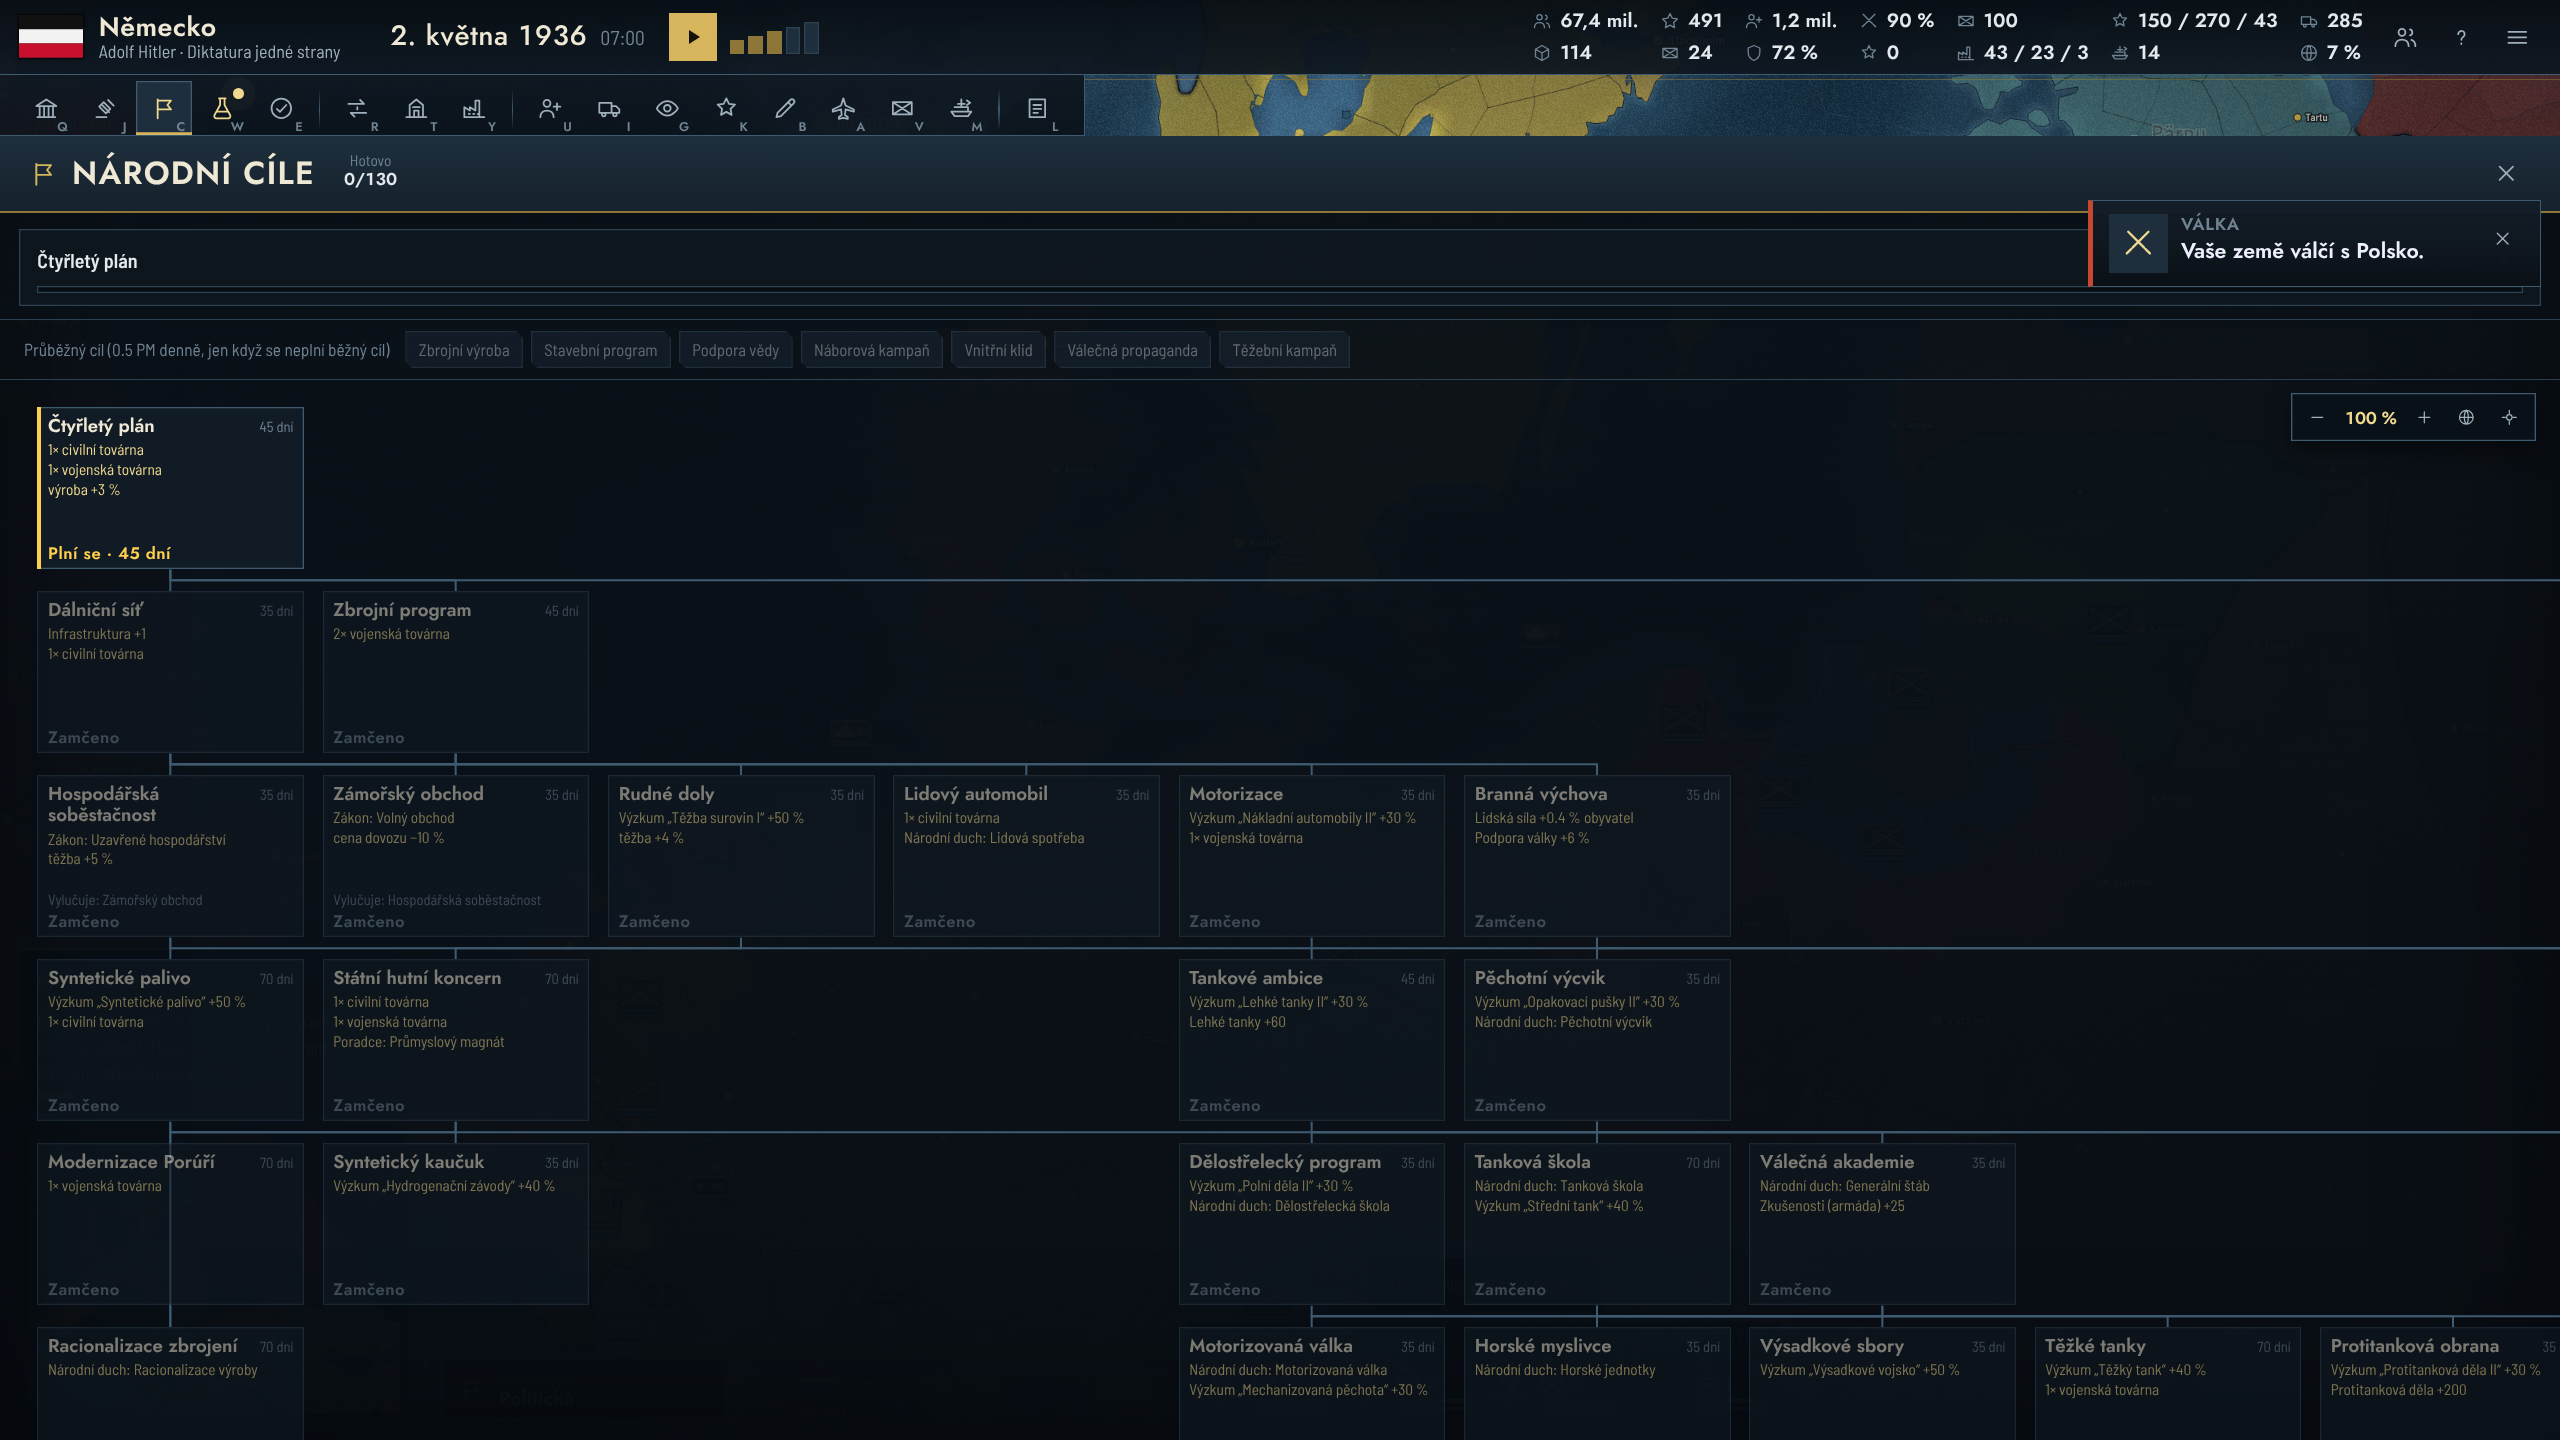 Německo
Adolf Hitler · Diktatura jedné strany
2. května 1936 07:00
67,4 mil. 491 1,2 mil. 90 % 100 150 / 270 / 43 285
114 24 72 % 0 43 / 23 / 3 14 7 %
?
Q J C W E R T Y U I G K B A V M L
Pärnu
Tartu
NÁRODNÍ CÍLE
Hotovo
0/130
VÁLKA
Vaše země válčí s Polsko.
Čtyřletý plán
Průběžný cíl (0.5 PM denně, jen když se neplní běžný cíl)
Zbrojní výroba
Stavební program
Podpora vědy
Náborová kampaň
Vnitřní klid
Válečná propaganda
Těžební kampaň
100 %
Čtyřletý plán 45 dní
1× civilní továrna
1× vojenská továrna
výroba +3 %
Plní se · 45 dní
Dálniční síť 35 dní
Infrastruktura +1
1× civilní továrna
Zamčeno
Zbrojní program 45 dní
2× vojenská továrna
Zamčeno
Hospodářská 35 dní
soběstačnost
Zákon: Uzavřené hospodářství
těžba +5 %
Vylučuje: Zámořský obchod
Zamčeno
Zámořský obchod 35 dní
Zákon: Volný obchod
cena dovozu −10 %
Vylučuje: Hospodářská soběstačnost
Zamčeno
Rudné doly 35 dní
Výzkum „Těžba surovin I“ +50 %
těžba +4 %
Zamčeno
Lidový automobil 35 dní
1× civilní továrna
Národní duch: Lidová spotřeba
Zamčeno
Motorizace 35 dní
Výzkum „Nákladní automobily II“ +30 %
1× vojenská továrna
Zamčeno
Branná výchova 35 dní
Lidská síla +0.4 % obyvatel
Podpora války +6 %
Zamčeno
Syntetické palivo 70 dní
Výzkum „Syntetické palivo“ +50 %
1× civilní továrna
Zamčeno
Státní hutní koncern 70 dní
1× civilní továrna
1× vojenská továrna
Poradce: Průmyslový magnát
Zamčeno
Tankové ambice 45 dní
Výzkum „Lehké tanky II“ +30 %
Lehké tanky +60
Zamčeno
Pěchotní výcvik 35 dní
Výzkum „Opakovací pušky II“ +30 %
Národní duch: Pěchotní výcvik
Zamčeno
Modernizace Porúří 70 dní
1× vojenská továrna
Zamčeno
Syntetický kaučuk 35 dní
Výzkum „Hydrogenační závody“ +40 %
Zamčeno
Dělostřelecký program 35 dní
Výzkum „Polní děla II“ +30 %
Národní duch: Dělostřelecká škola
Zamčeno
Tanková škola 70 dní
Národní duch: Tanková škola
Výzkum „Střední tank“ +40 %
Zamčeno
Válečná akademie 35 dní
Národní duch: Generální štáb
Zkušenosti (armáda) +25
Zamčeno
Racionalizace zbrojení 70 dní
Národní duch: Racionalizace výroby
Motorizovaná válka 35 dní
Národní duch: Motorizovaná válka
Výzkum „Mechanizovaná pěchota“ +30 %
Horské myslivce 35 dní
Národní duch: Horské jednotky
Výsadkové sbory 35 dní
Výzkum „Výsadkové vojsko“ +50 %
Těžké tanky 70 dní
Výzkum „Těžký tank“ +40 %
1× vojenská továrna
Protitanková obrana 35
Výzkum „Protitanková děla II“ +30 %
Protitanková děla +200
Politická